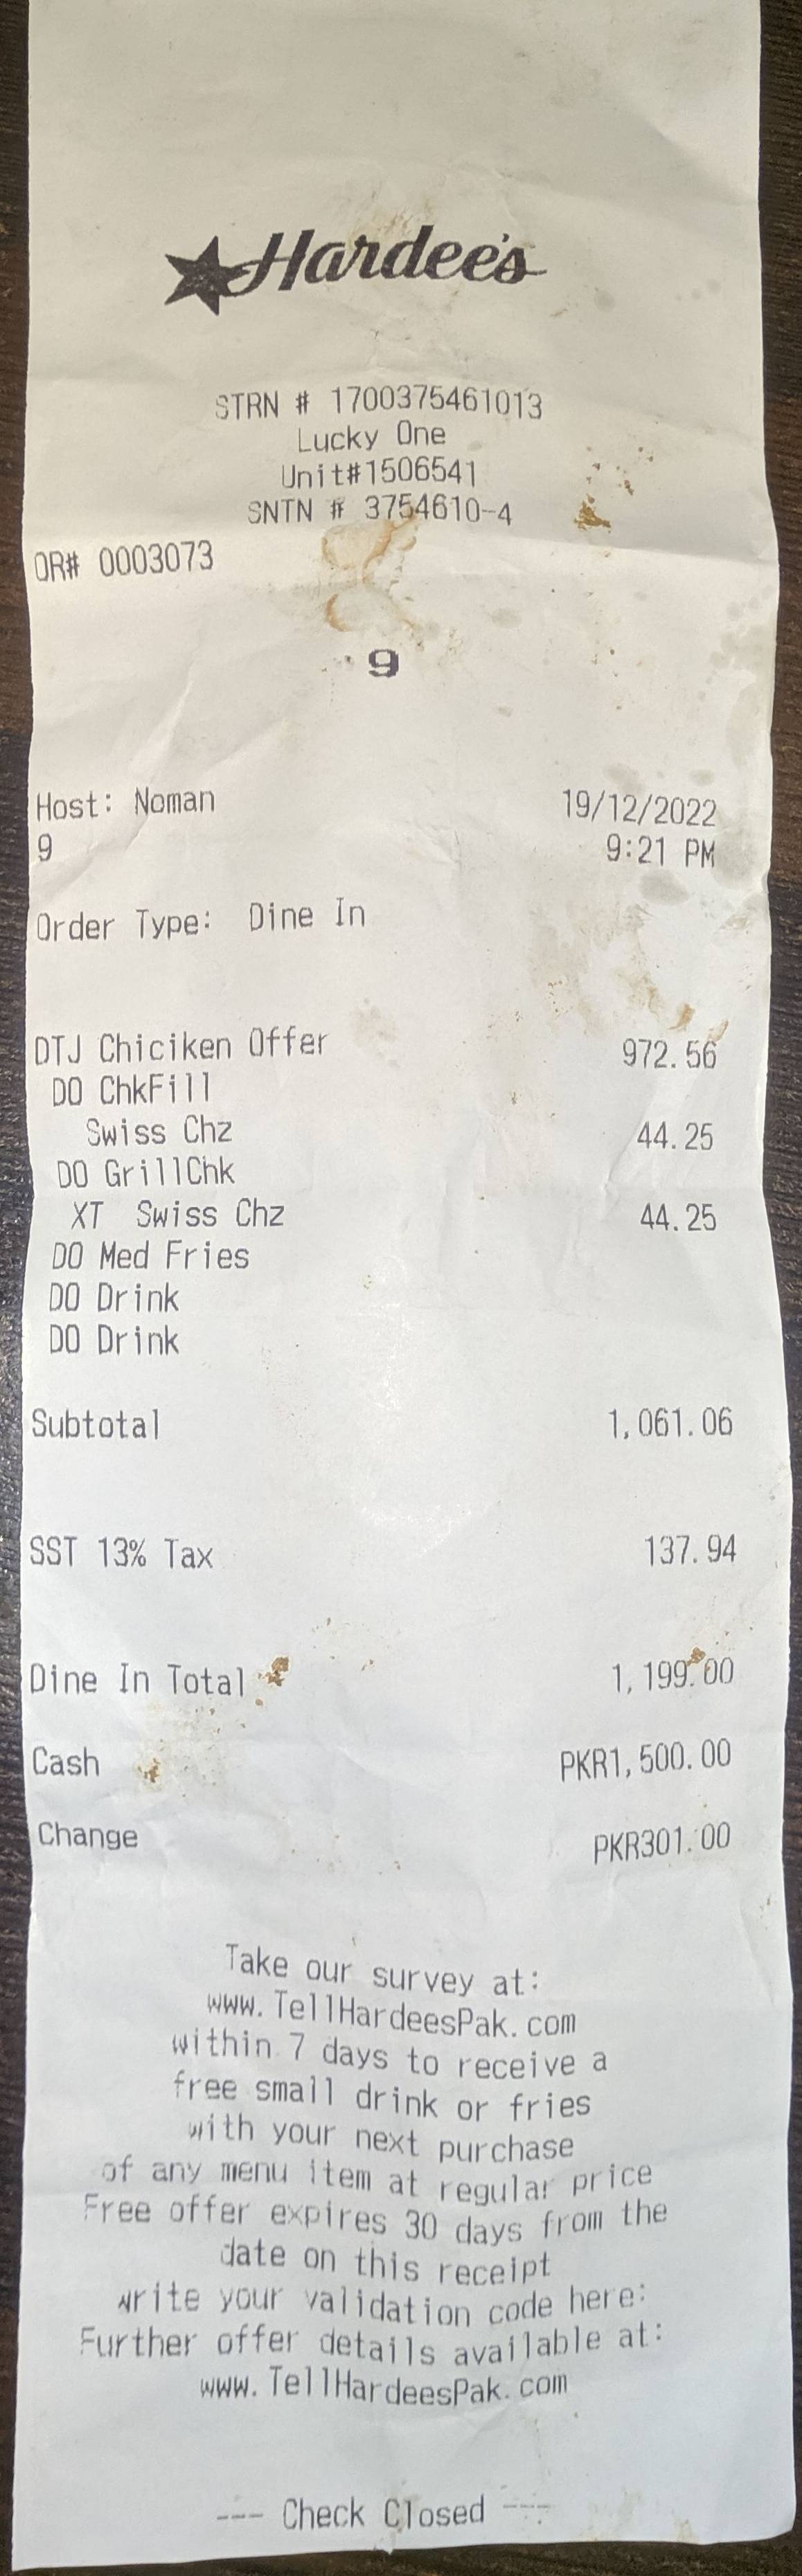 Hardee's
STRN # 1700375461013
Lucky One
Unit#1506541
SNTN # 3754610-4
OR# 0003073
9
Host: Noman 19/12/2022
9 9:21 PM
Order Type: Dine In
DTJ Chiciken Offer 972.56
DO ChkFill
Swiss Chz 44.25
DO GrillChk
XT Swiss Chz 44.25
DO Med Fries
DO Drink
DO Drink
Subtotal 1,061.06
SST 13% Tax 137.94
Dine In Total 1,199.00
Cash PKR1,500.00
Change PKR301.00
Take our survey at:
www.TellHardeesPak.com
within 7 days to receive a
free small drink or fries
with your next purchase
of any menu item at regular price
Free offer expires 30 days from the
date on this receipt
write your validation code here:
Further offer details available at:
www.TellHardeesPak.com
--- Check Closed ---